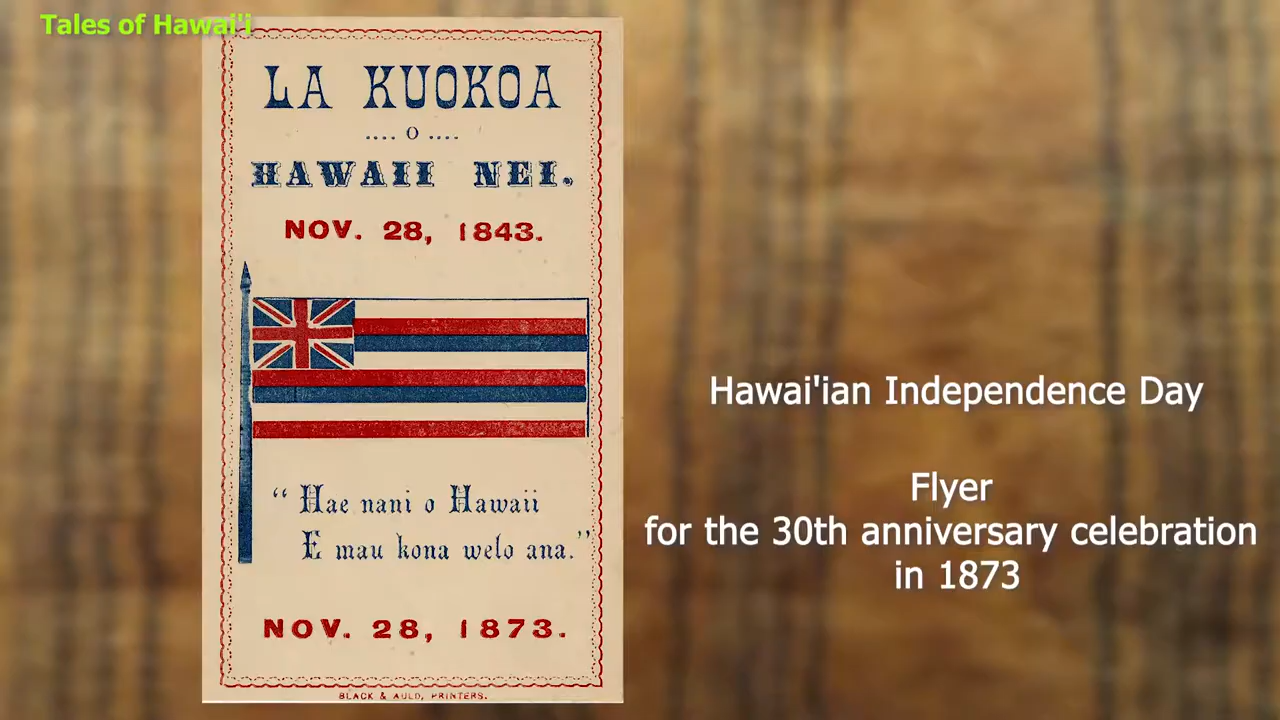 Tales of Hawai'i
LA KUOKOA
.... O ....
HAWAII NEI.
NOV. 28, 1843.
"Hae nani o Hawaii
E mau kona welo ana."
NOV. 28, 1873.
BLACK & AULD, PRINTERS.
Hawai'ian Independence Day
Flyer
for the 30th anniversary celebration
in 1873